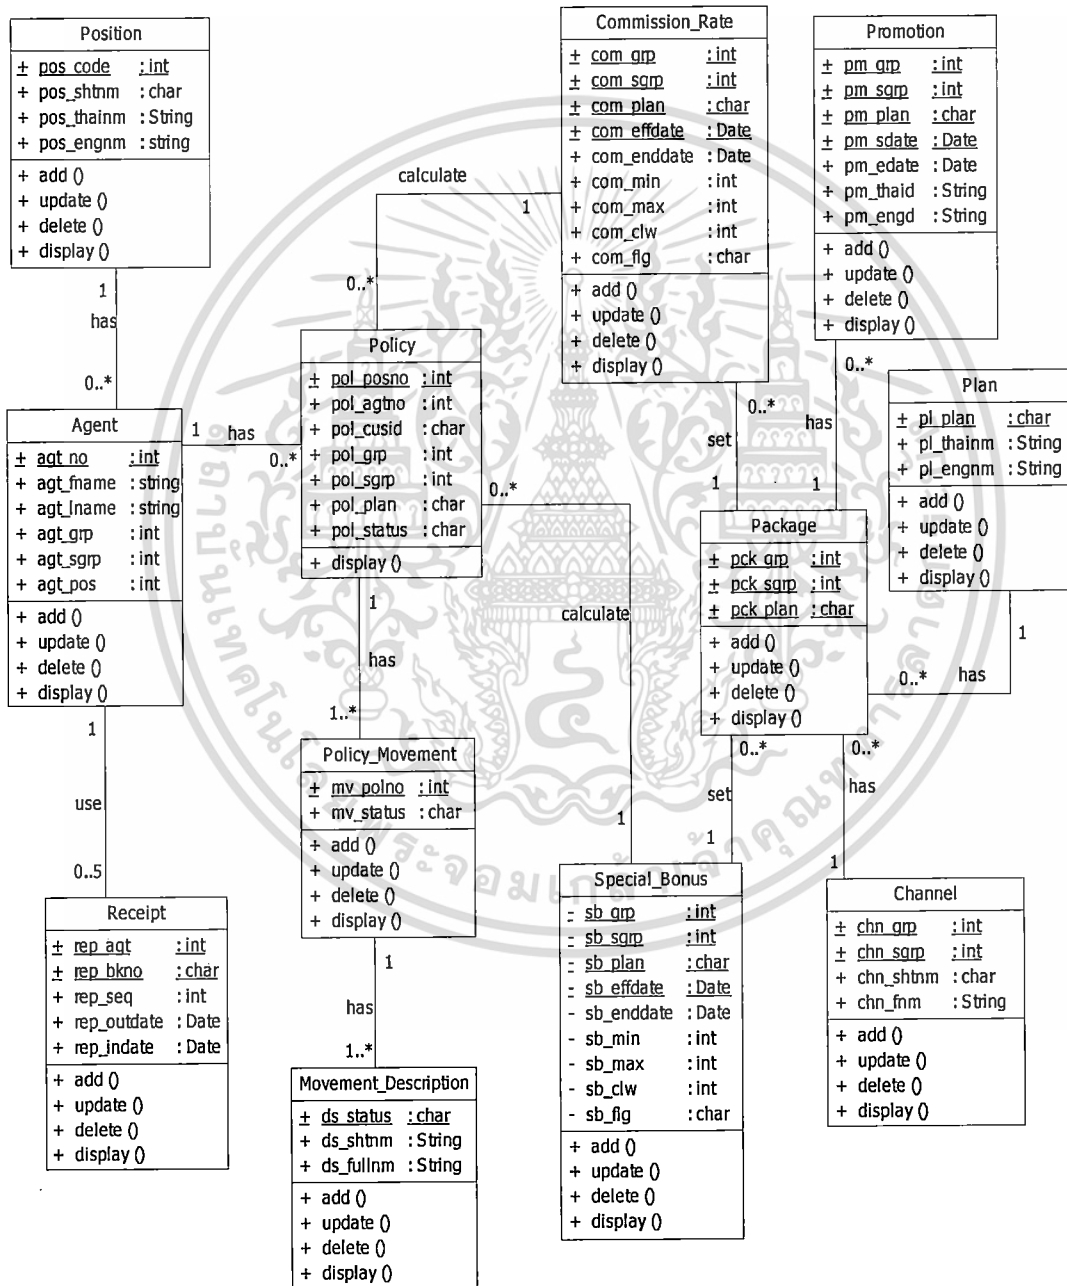 Position
+ pos_code : int
+ pos_shtnm : char
+ pos_thainm : String
+ pos_engnm : string
+ add ()
+ update ()
+ delete ()
+ display ()
1
has
0..*
Agent
+ agt_no : int
+ agt_fname : string
+ agt_lname : string
+ agt_grp : int
+ agt_sgrp : int
+ agt_pos : int
+ add ()
+ update ()
+ delete ()
+ display ()
1
use
0..5
Receipt
+ rep_agt : int
+ rep_bkno : char
+ rep_seq : int
+ rep_outdate : Date
+ rep_indate : Date
+ add ()
+ update ()
+ delete ()
+ display ()
1
has
0..*
calculate
1
0..*
Policy
+ pol_posno : int
+ pol_agtno : int
+ pol_cusid : char
+ pol_grp : int
+ pol_sgrp : int
+ pol_plan : char
+ pol_status : char
+ display ()
0..*
calculate
1
1
has
1..*
Policy_Movement
+ mv_polno : int
+ mv_status : char
+ add ()
+ update ()
+ delete ()
+ display ()
1
has
1..*
Movement_Description
+ ds_status : char
+ ds_shtnm : String
+ ds_fullnm : String
+ add ()
+ update ()
+ delete ()
+ display ()
Commission_Rate
+ com_grp : int
+ com_sgrp : int
+ com_plan : char
+ com_effdate : Date
+ com_enddate : Date
+ com_min : int
+ com_max : int
+ com_clw : int
+ com_flg : char
+ add ()
+ update ()
+ delete ()
+ display ()
0..*
set
1
Promotion
+ pm_grp : int
+ pm_sgrp : int
+ pm_plan : char
+ pm_sdate : Date
+ pm_edate : Date
+ pm_thaid : String
+ pm_engd : String
+ add ()
+ update ()
+ delete ()
+ display ()
0..*
has
1
Plan
+ pl_plan : char
+ pl_thainm : String
+ pl_engnm : String
+ add ()
+ update ()
+ delete ()
+ display ()
1
has
0..*
Package
+ pck_grp : int
+ pck_sgrp : int
+ pck_plan : char
+ add ()
+ update ()
+ delete ()
+ display ()
0..*
set
1
0..*
has
1
Special_Bonus
- sb_grp : int
- sb_sgrp : int
- sb_plan : char
- sb_effdate : Date
- sb_enddate : Date
- sb_min : int
- sb_max : int
- sb_clw : int
- sb_flg : char
+ add ()
+ update ()
+ delete ()
+ display ()
Channel
+ chn_grp : int
+ chn_sgrp : int
+ chn_shtnm : char
+ chn_fnm : String
+ add ()
+ update ()
+ delete ()
+ display ()